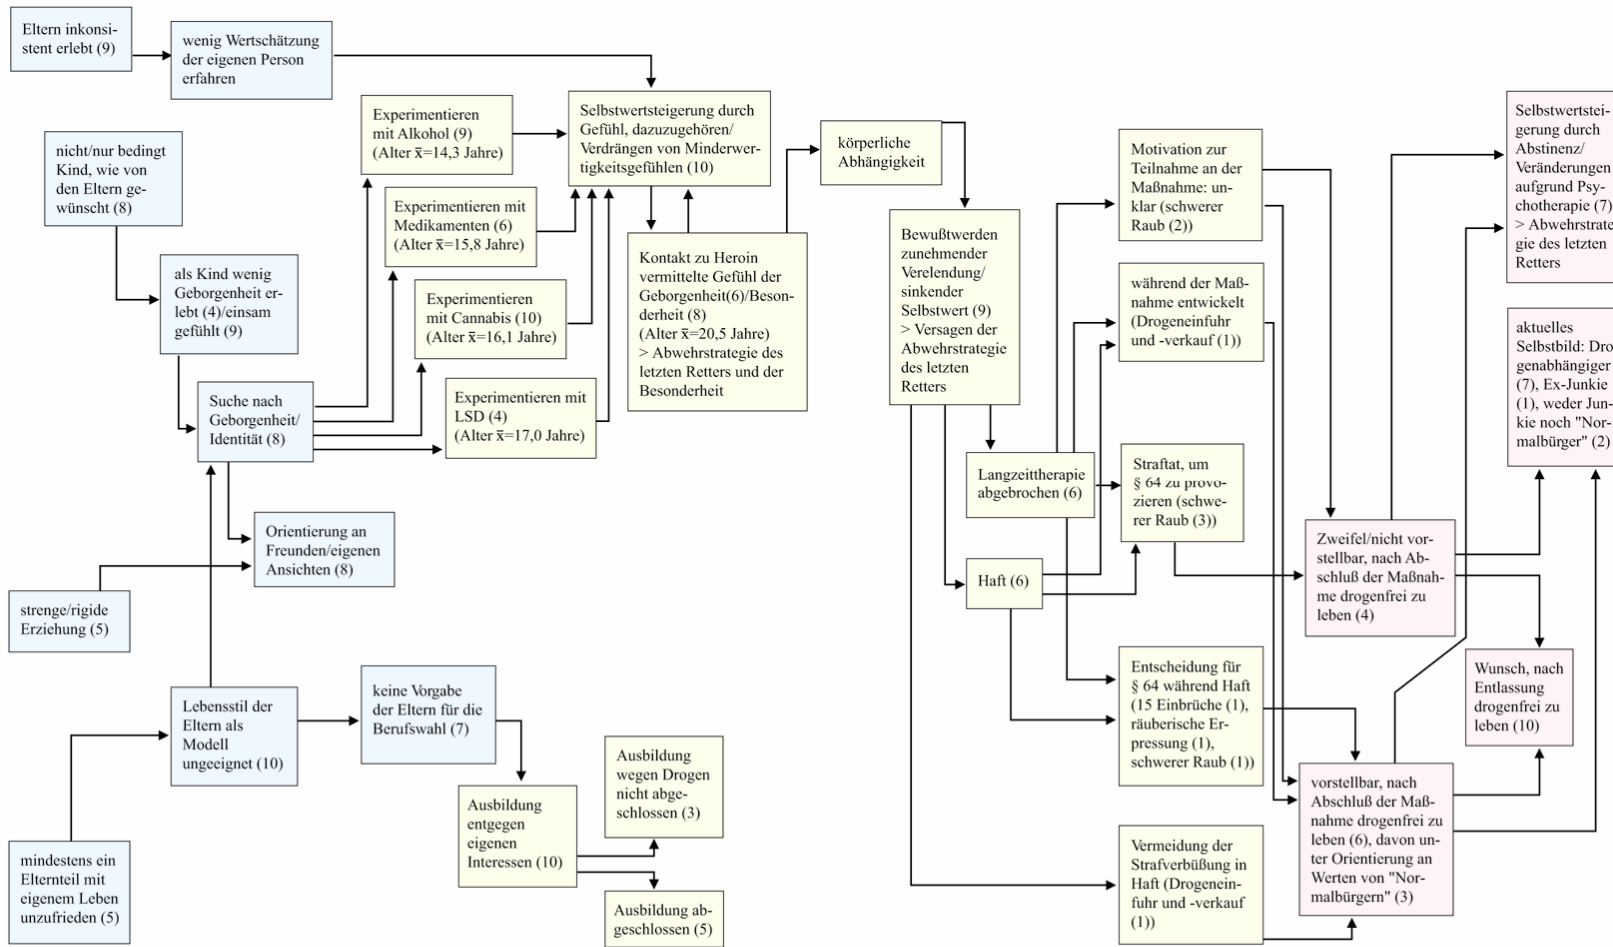 Eltern inkonsi-
stent erlebt (9)
wenig Wertschätzung
der eigenen Person
erfahren
nicht/nur bedingt
Kind, wie von
den Eltern ge-
wünscht (8)
als Kind wenig
Geborgenheit er-
lebt (4)/einsam
gefühlt (9)
Suche nach
Geborgenheit/
Identität (8)
Orientierung an
Freunden/eigenen
Ansichten (8)
strenge/rigide
Erziehung (5)
Lebensstil der
Eltern als
Modell
ungeeignet (10)
mindestens ein
Elternteil mit
eigenem Leben
unzufrieden (5)
keine Vorgabe
der Eltern für die
Berufswahl (7)
Ausbildung
entgegen
eigenen
Interessen (10)
Ausbildung
wegen Drogen
nicht abge-
schlossen (3)
Ausbildung ab-
geschlossen (5)
Experimentieren
mit Alkohol (9)
(Alter x̄=14,3 Jahre)
Experimentieren mit
Medikamenten (6)
(Alter x̄=15,8 Jahre)
Experimentieren
mit Cannabis (10)
(Alter x̄=16,1 Jahre)
Experimentieren mit
LSD (4)
(Alter x̄=17,0 Jahre)
Selbstwertsteigerung durch
Gefühl, dazuzugehören/
Verdrängen von Minderwer-
tigkeitsgefühlen (10)
Kontakt zu Heroin
vermittelte Gefühl der
Geborgenheit(6)/Beson-
derheit (8)
(Alter x̄=20,5 Jahre)
> Abwehrstrategie des
letzten Retters und der
Besonderheit
körperliche
Abhängigkeit
Bewußtwerden
zunehmender
Verelendung/
sinkender
Selbstwert (9)
> Versagen der
Abwehrstrategie
des letzten
Retters
Langzeittherapie
abgebrochen (6)
Haft (6)
Motivation zur
Teilnahme an der
Maßnahme: un-
klar (schwerer
Raub (2))
während der Maß-
nahme entwickelt
(Drogeneinfuhr
und -verkauf (1))
Straftat, um
§ 64 zu provo-
zieren (schwe-
rer Raub (3))
Entscheidung für
§ 64 während Haft
(15 Einbrüche (1),
räuberische Er-
pressung (1),
schwerer Raub (1))
Vermeidung der
Strafverbüßung in
Haft (Drogenein-
fuhr und -verkauf
(1))
Zweifel/nicht vor-
stellbar, nach Ab-
schluß der Maßnah-
me drogenfrei zu
leben (4)
vorstellbar, nach
Abschluß der Maß-
nahme drogenfrei zu
leben (6), davon un-
ter Orientierung an
Werten von "Nor-
malbürgern" (3)
Selbstwertstei-
gerung durch
Abstinenz/
Veränderungen
aufgrund Psy-
chotherapie (7)
> Abwehrstrate
gie des letzten
Retters
aktuelles
Selbstbild: Dro
genabhängiger
(7), Ex-Junkie
(1), weder Jun-
kie noch "Nor-
malbürger" (2)
Wunsch, nach
Entlassung
drogenfrei zu
leben (10)